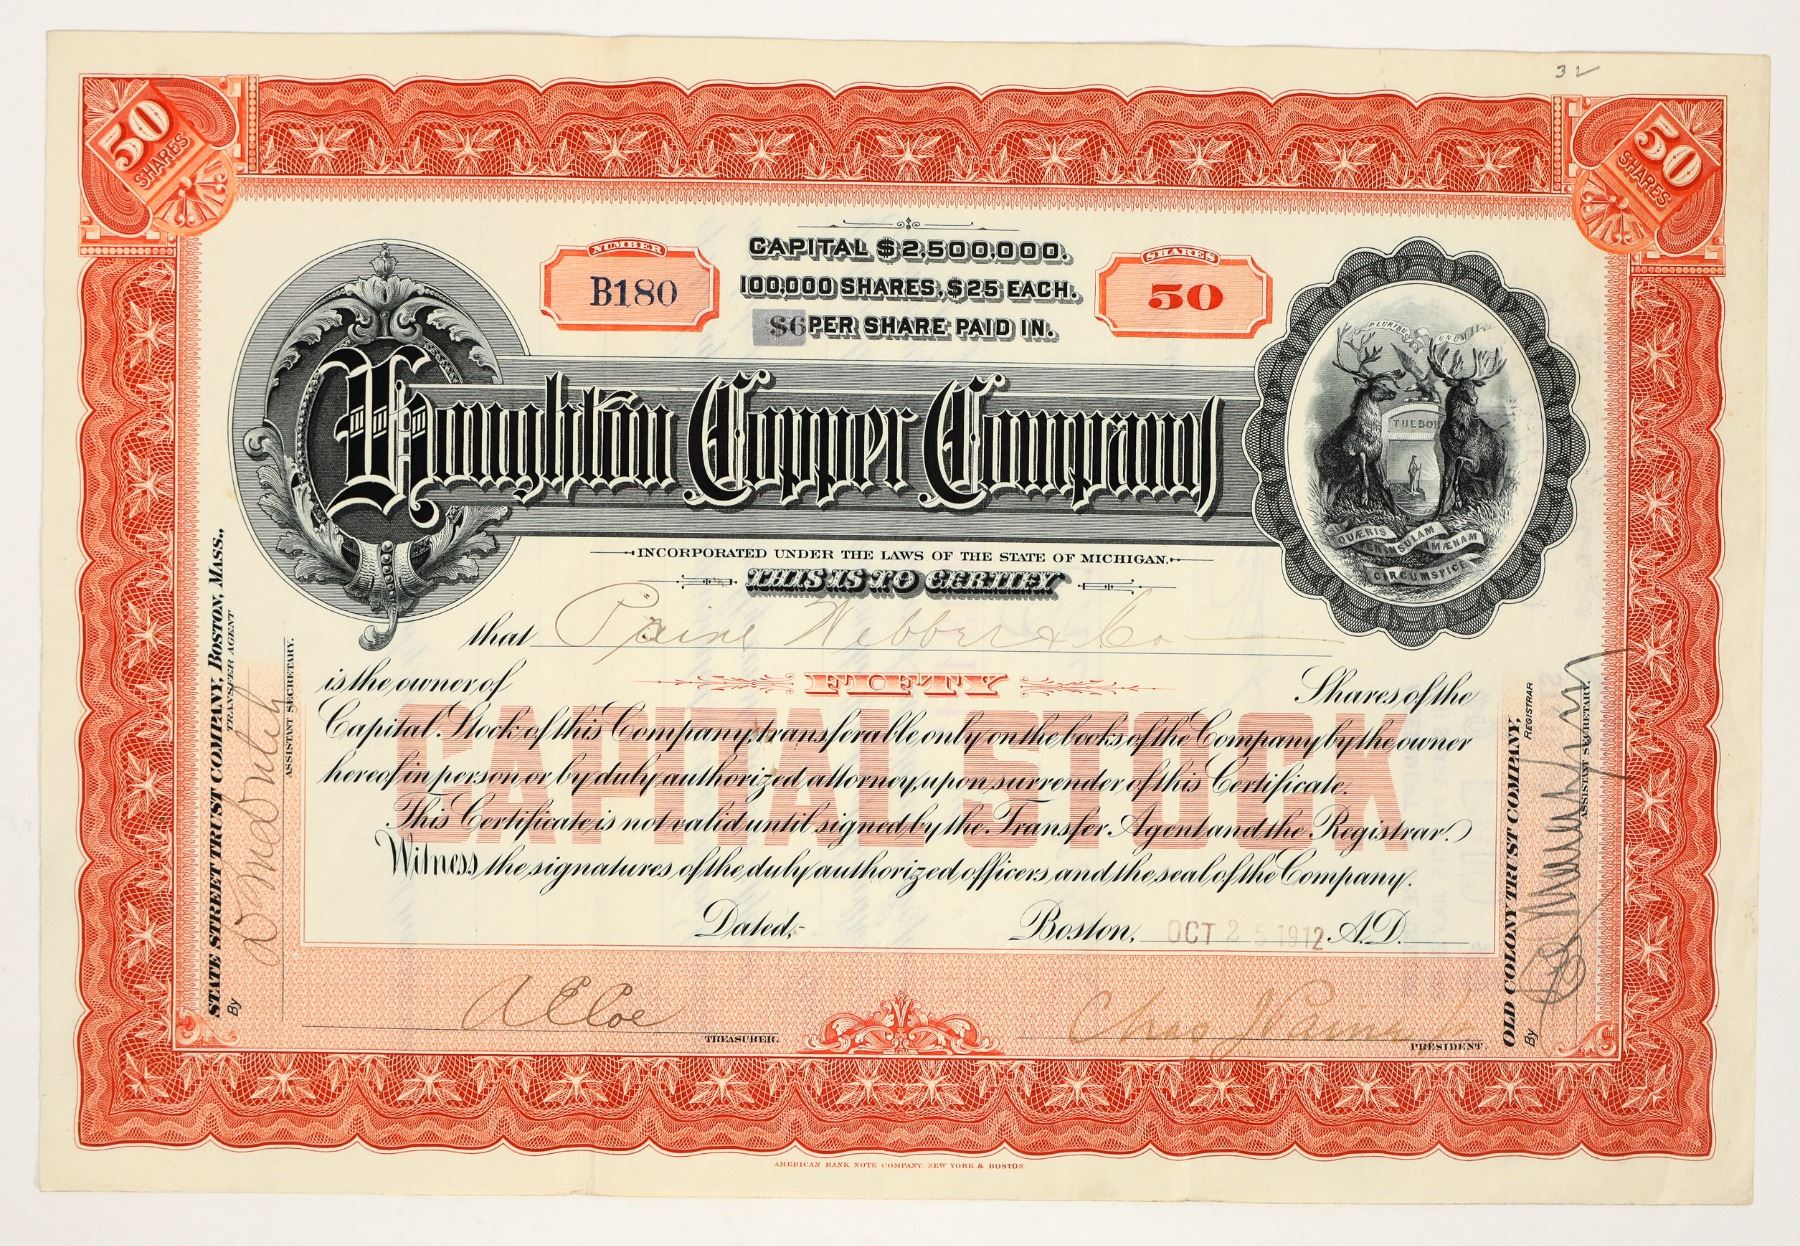 32
50
SHARES
50
SHARES
CAPITAL $2,500,000.
NUMBER
B180
100,000 SHARES, $25 EACH.
SHARES
50
$6 PER SHARE PAID IN.
Houghton Copper Company
E PLURIBUS UNUM
TUEBOR
QUÆRIS PENINSULAM AMÆNAM
CIRCUMSPICE
INCORPORATED UNDER THE LAWS OF THE STATE OF MICHIGAN.
THIS IS TO CERTIFY
that Paine Webber & Co
is the owner of FIFTY Shares of the
CAPITAL STOCK
Capital Stock of this Company, transferable only on the books of the Company by the owner
hereof in person or by duly authorized attorney, upon surrender of this Certificate.
This Certificate is not valid until signed by the Transfer Agent and the Registrar.
Witness the signatures of the duly authorized officers and the seal of the Company.
Dated,- Boston, OCT 25 1912 A.D.
TREASURER.
PRESIDENT.
STATE STREET TRUST COMPANY, BOSTON, MASS.,
TRANSFER AGENT
By
ASSISTANT SECRETARY.
OLD COLONY TRUST COMPANY,
REGISTRAR
By
ASSISTANT SECRETARY.
AMERICAN BANK NOTE COMPANY, NEW YORK & BOSTON.